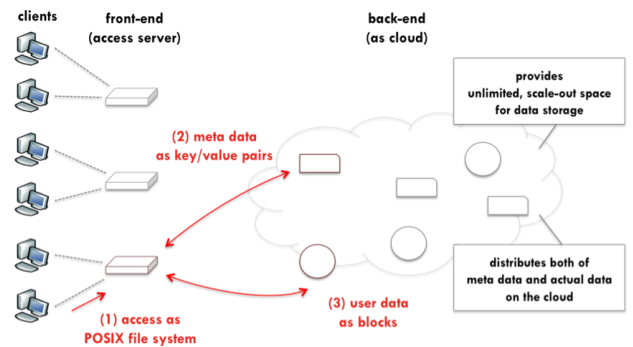 clients
front-end
(access server)
back-end
(as cloud)
provides
unlimited, scale-out space
for data storage
(2) meta data
as key/value pairs
distributes both of
meta data and actual data
on the cloud
(3) user data
as blocks
(1) access as
POSIX file system